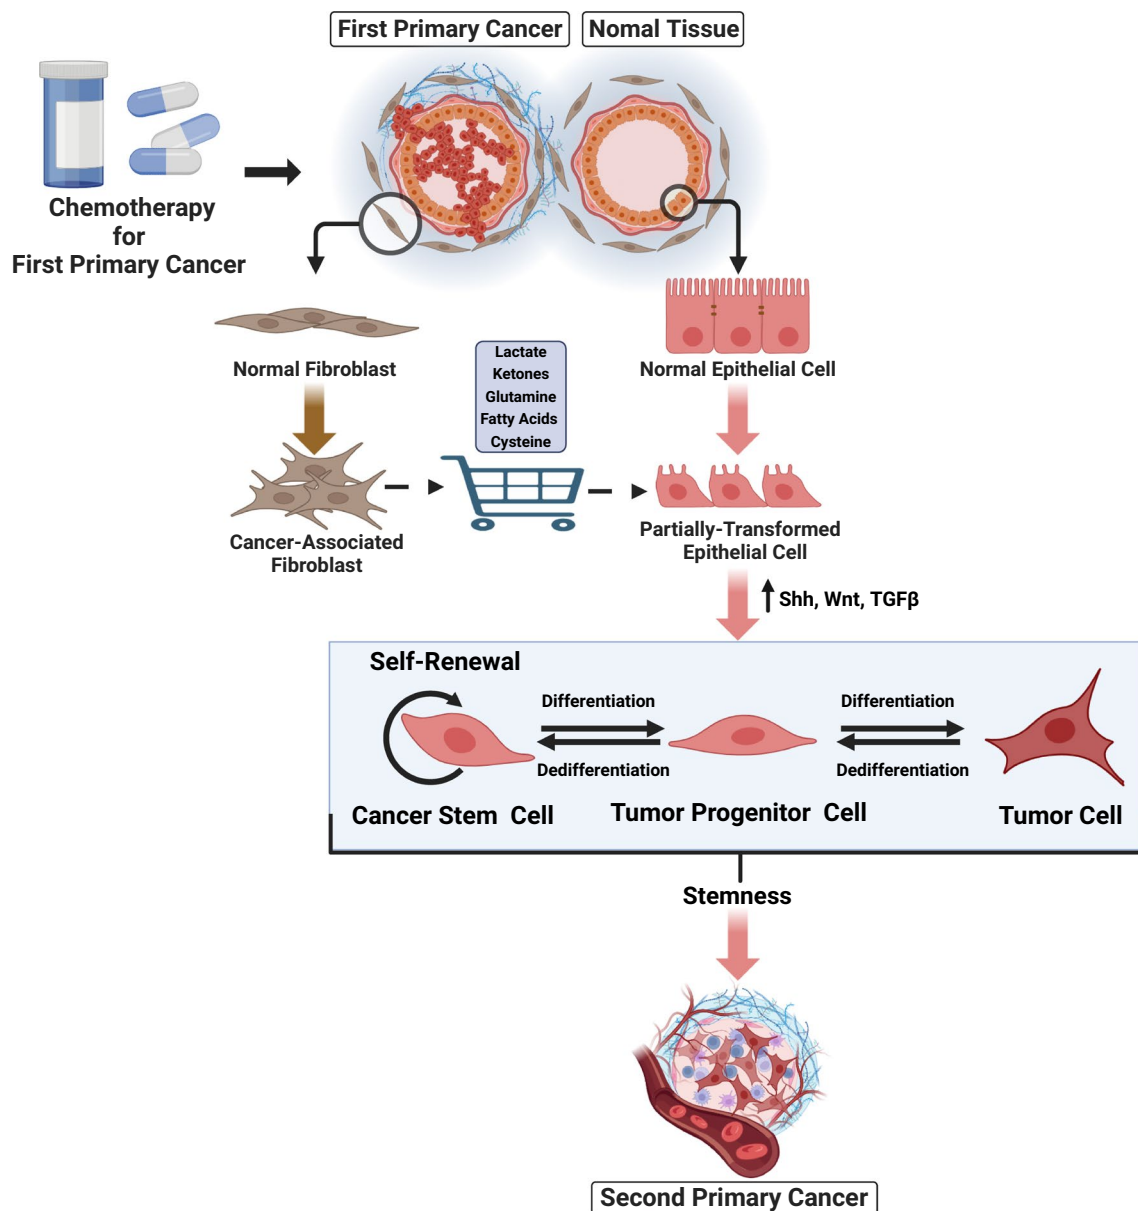 First Primary Cancer
Nomal Tissue
Chemotherapy
for
First Primary Cancer
Normal Fibroblast
Lactate
Ketones
Glutamine
Fatty Acids
Cysteine
Normal Epithelial Cell
Cancer-Associated
Fibroblast
Partially-Transformed
Epithelial Cell
Shh, Wnt, TGFβ
Self-Renewal
Differentiation
Differentiation
Dedifferentiation
Dedifferentiation
Cancer Stem Cell
Tumor Progenitor Cell
Tumor Cell
Stemness
Second Primary Cancer